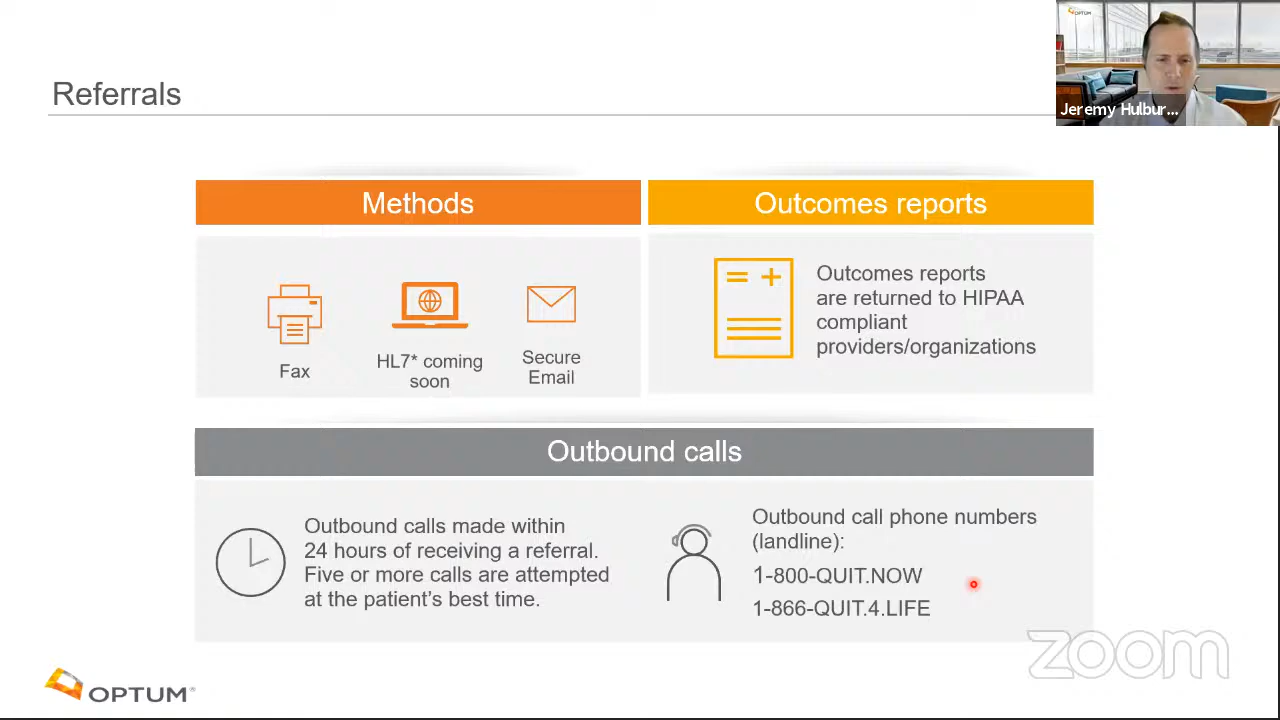 OPTUM
Jeremy Hulbur...
Referrals
Methods
Outcomes reports
Fax
HL7* coming
soon
Secure
Email
Outcomes reports
are returned to HIPAA
compliant
providers/organizations
Outbound calls
Outbound calls made within
24 hours of receiving a referral.
Five or more calls are attempted
at the patient's best time.
Outbound call phone numbers
(landline):
1-800-QUIT.NOW
1-866-QUIT.4.LIFE
zoom
OPTUM®